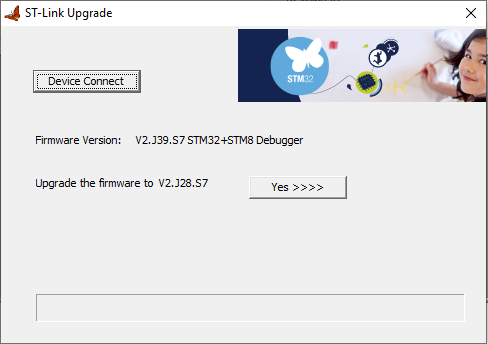 ST-Link Upgrade
STM32
Device Connect
Firmware Version: V2.J39.S7 STM32+STM8 Debugger
Upgrade the firmware to V2.J28.S7
Yes >>>>